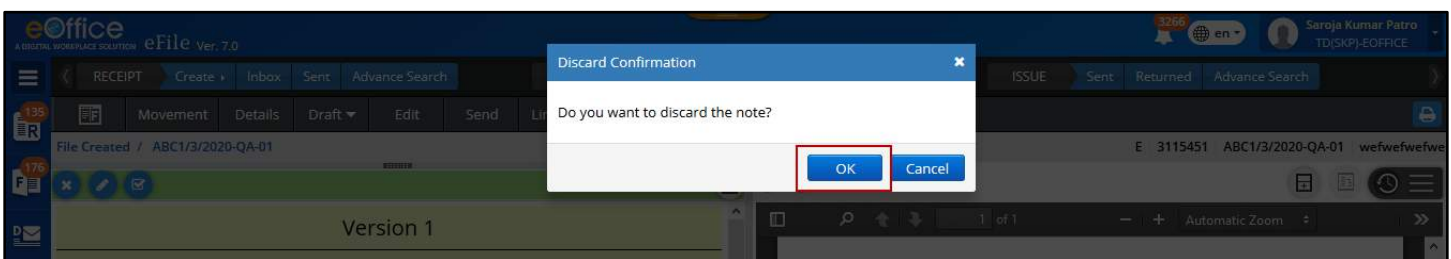 eOffice
A DIGITAL WORKPLACE SOLUTION eFile Ver. 7.0
3266 en Saroja Kumar Patro
TD(SKP)-EOFFICE
RECEIPT Create Inbox Sent Advance Search ISSUE Sent Returned Advance Search
Discard Confirmation
135 R Movement Details Draft Edit Send
Do you want to discard the note?
File Created / ABC1/3/2020-QA-01 E 3115451 ABC1/3/2020-QA-01 wefwefwefwe
OK Cancel
176 F
Version 1 1 of 1 Automatic Zoom
D